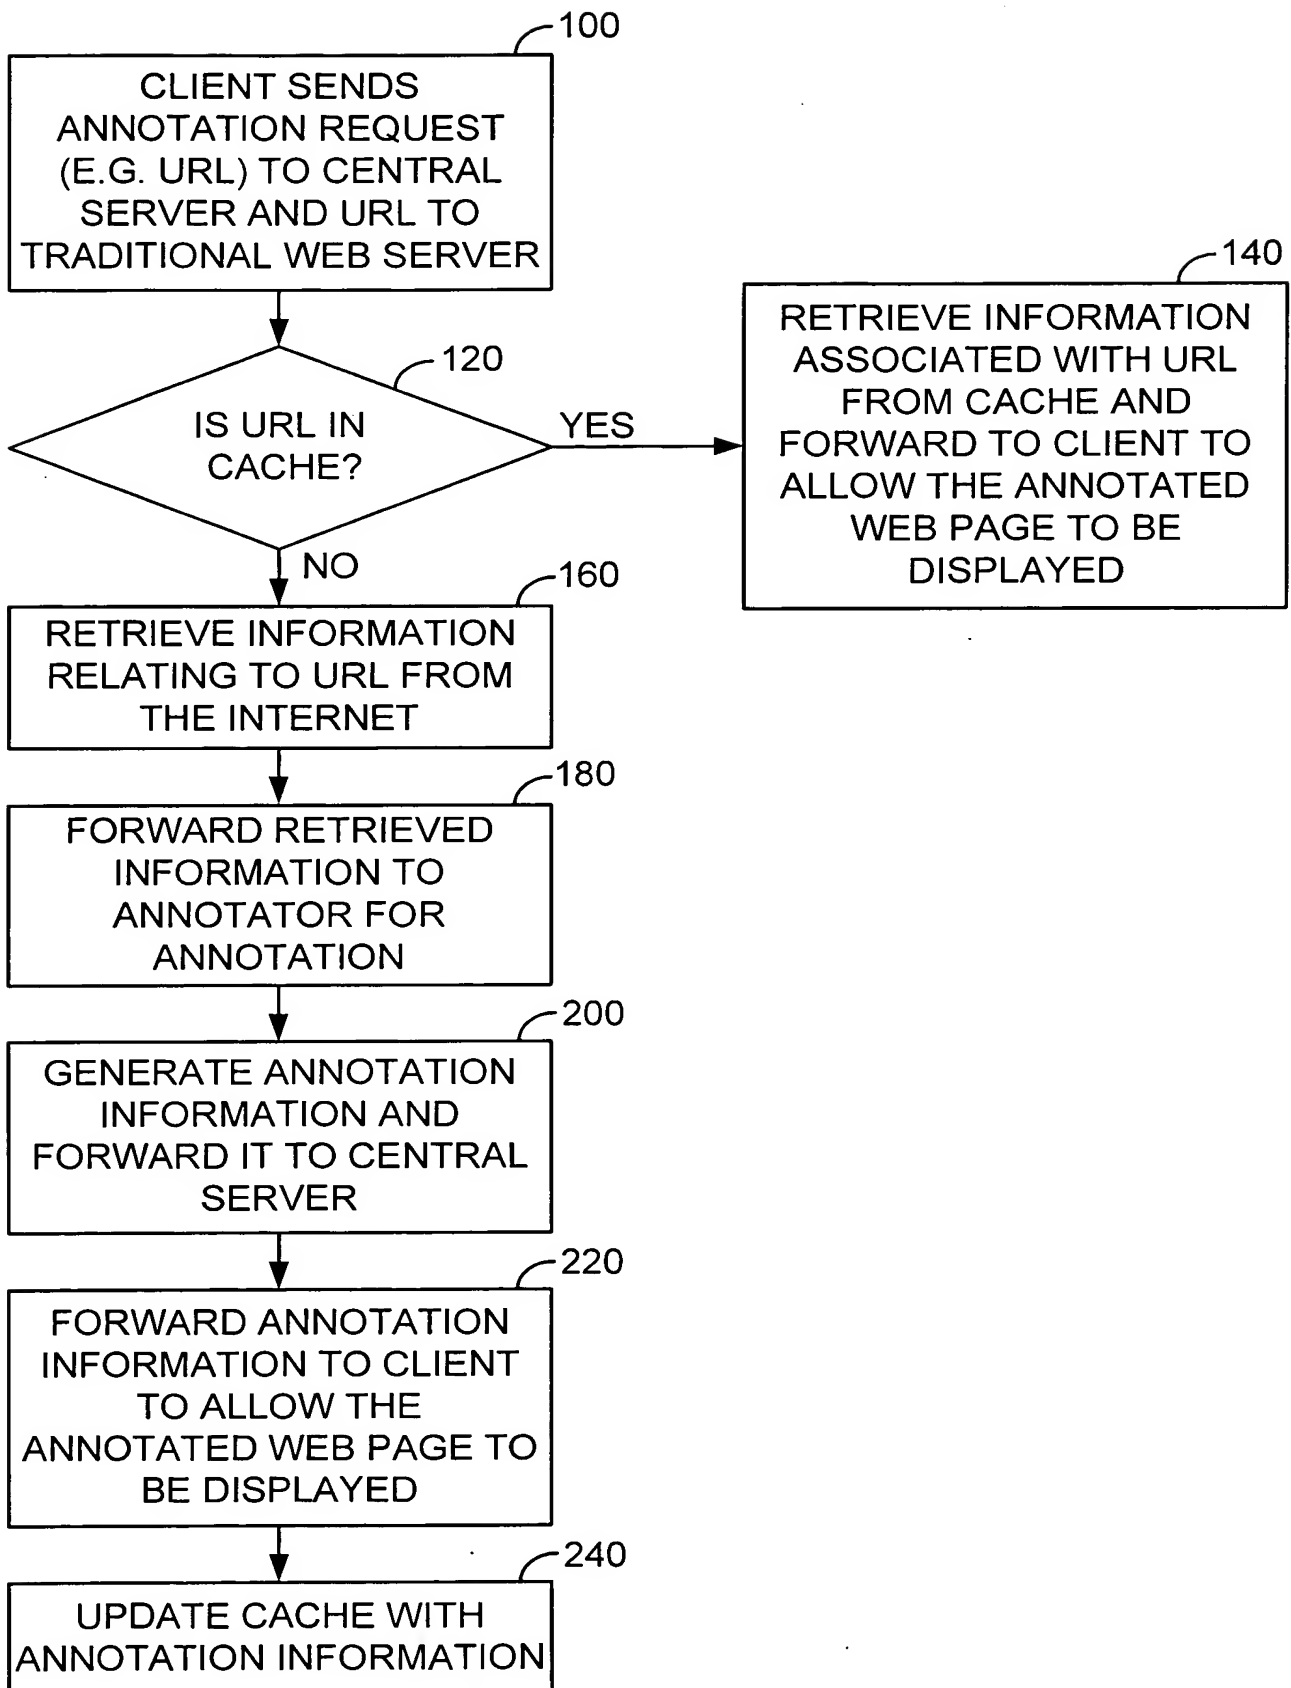 100
CLIENT SENDS
ANNOTATION REQUEST
(E.G. URL) TO CENTRAL
SERVER AND URL TO
TRADITIONAL WEB SERVER
120
IS URL IN
CACHE?
YES
140
RETRIEVE INFORMATION
ASSOCIATED WITH URL
FROM CACHE AND
FORWARD TO CLIENT TO
ALLOW THE ANNOTATED
WEB PAGE TO BE
DISPLAYED
NO
160
RETRIEVE INFORMATION
RELATING TO URL FROM
THE INTERNET
180
FORWARD RETRIEVED
INFORMATION TO
ANNOTATOR FOR
ANNOTATION
200
GENERATE ANNOTATION
INFORMATION AND
FORWARD IT TO CENTRAL
SERVER
220
FORWARD ANNOTATION
INFORMATION TO CLIENT
TO ALLOW THE
ANNOTATED WEB PAGE TO
BE DISPLAYED
240
UPDATE CACHE WITH
ANNOTATION INFORMATION